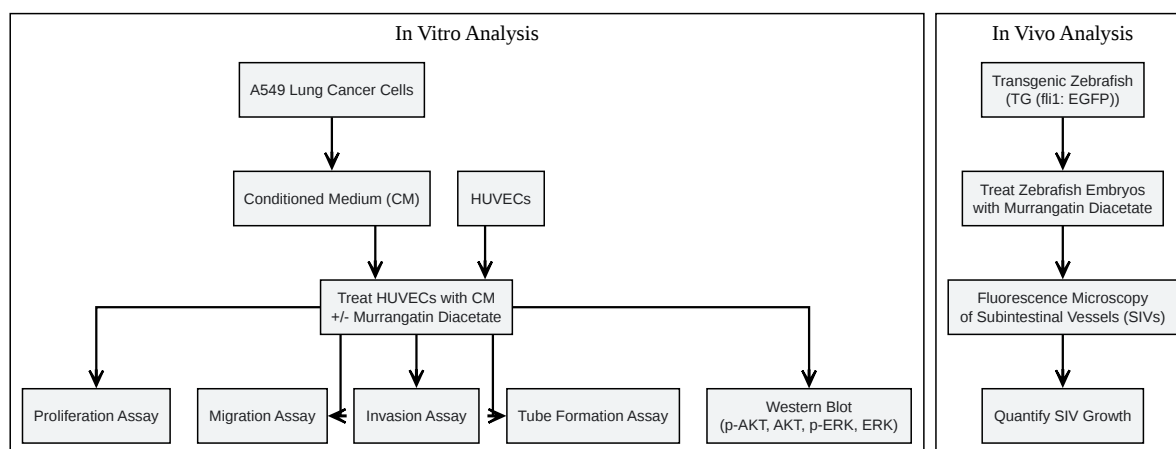 In Vitro Analysis
A549 Lung Cancer Cells
Conditioned Medium (CM)
HUVECs
Treat HUVECs with CM
+/- Murrangatin Diacetate
Proliferation Assay
Migration Assay
Invasion Assay
Tube Formation Assay
Western Blot
(p-AKT, AKT, p-ERK, ERK)
In Vivo Analysis
Transgenic Zebrafish
(TG (fli1: EGFP))
Treat Zebrafish Embryos
with Murrangatin Diacetate
Fluorescence Microscopy
of Subintestinal Vessels (SIVs)
Quantify SIV Growth